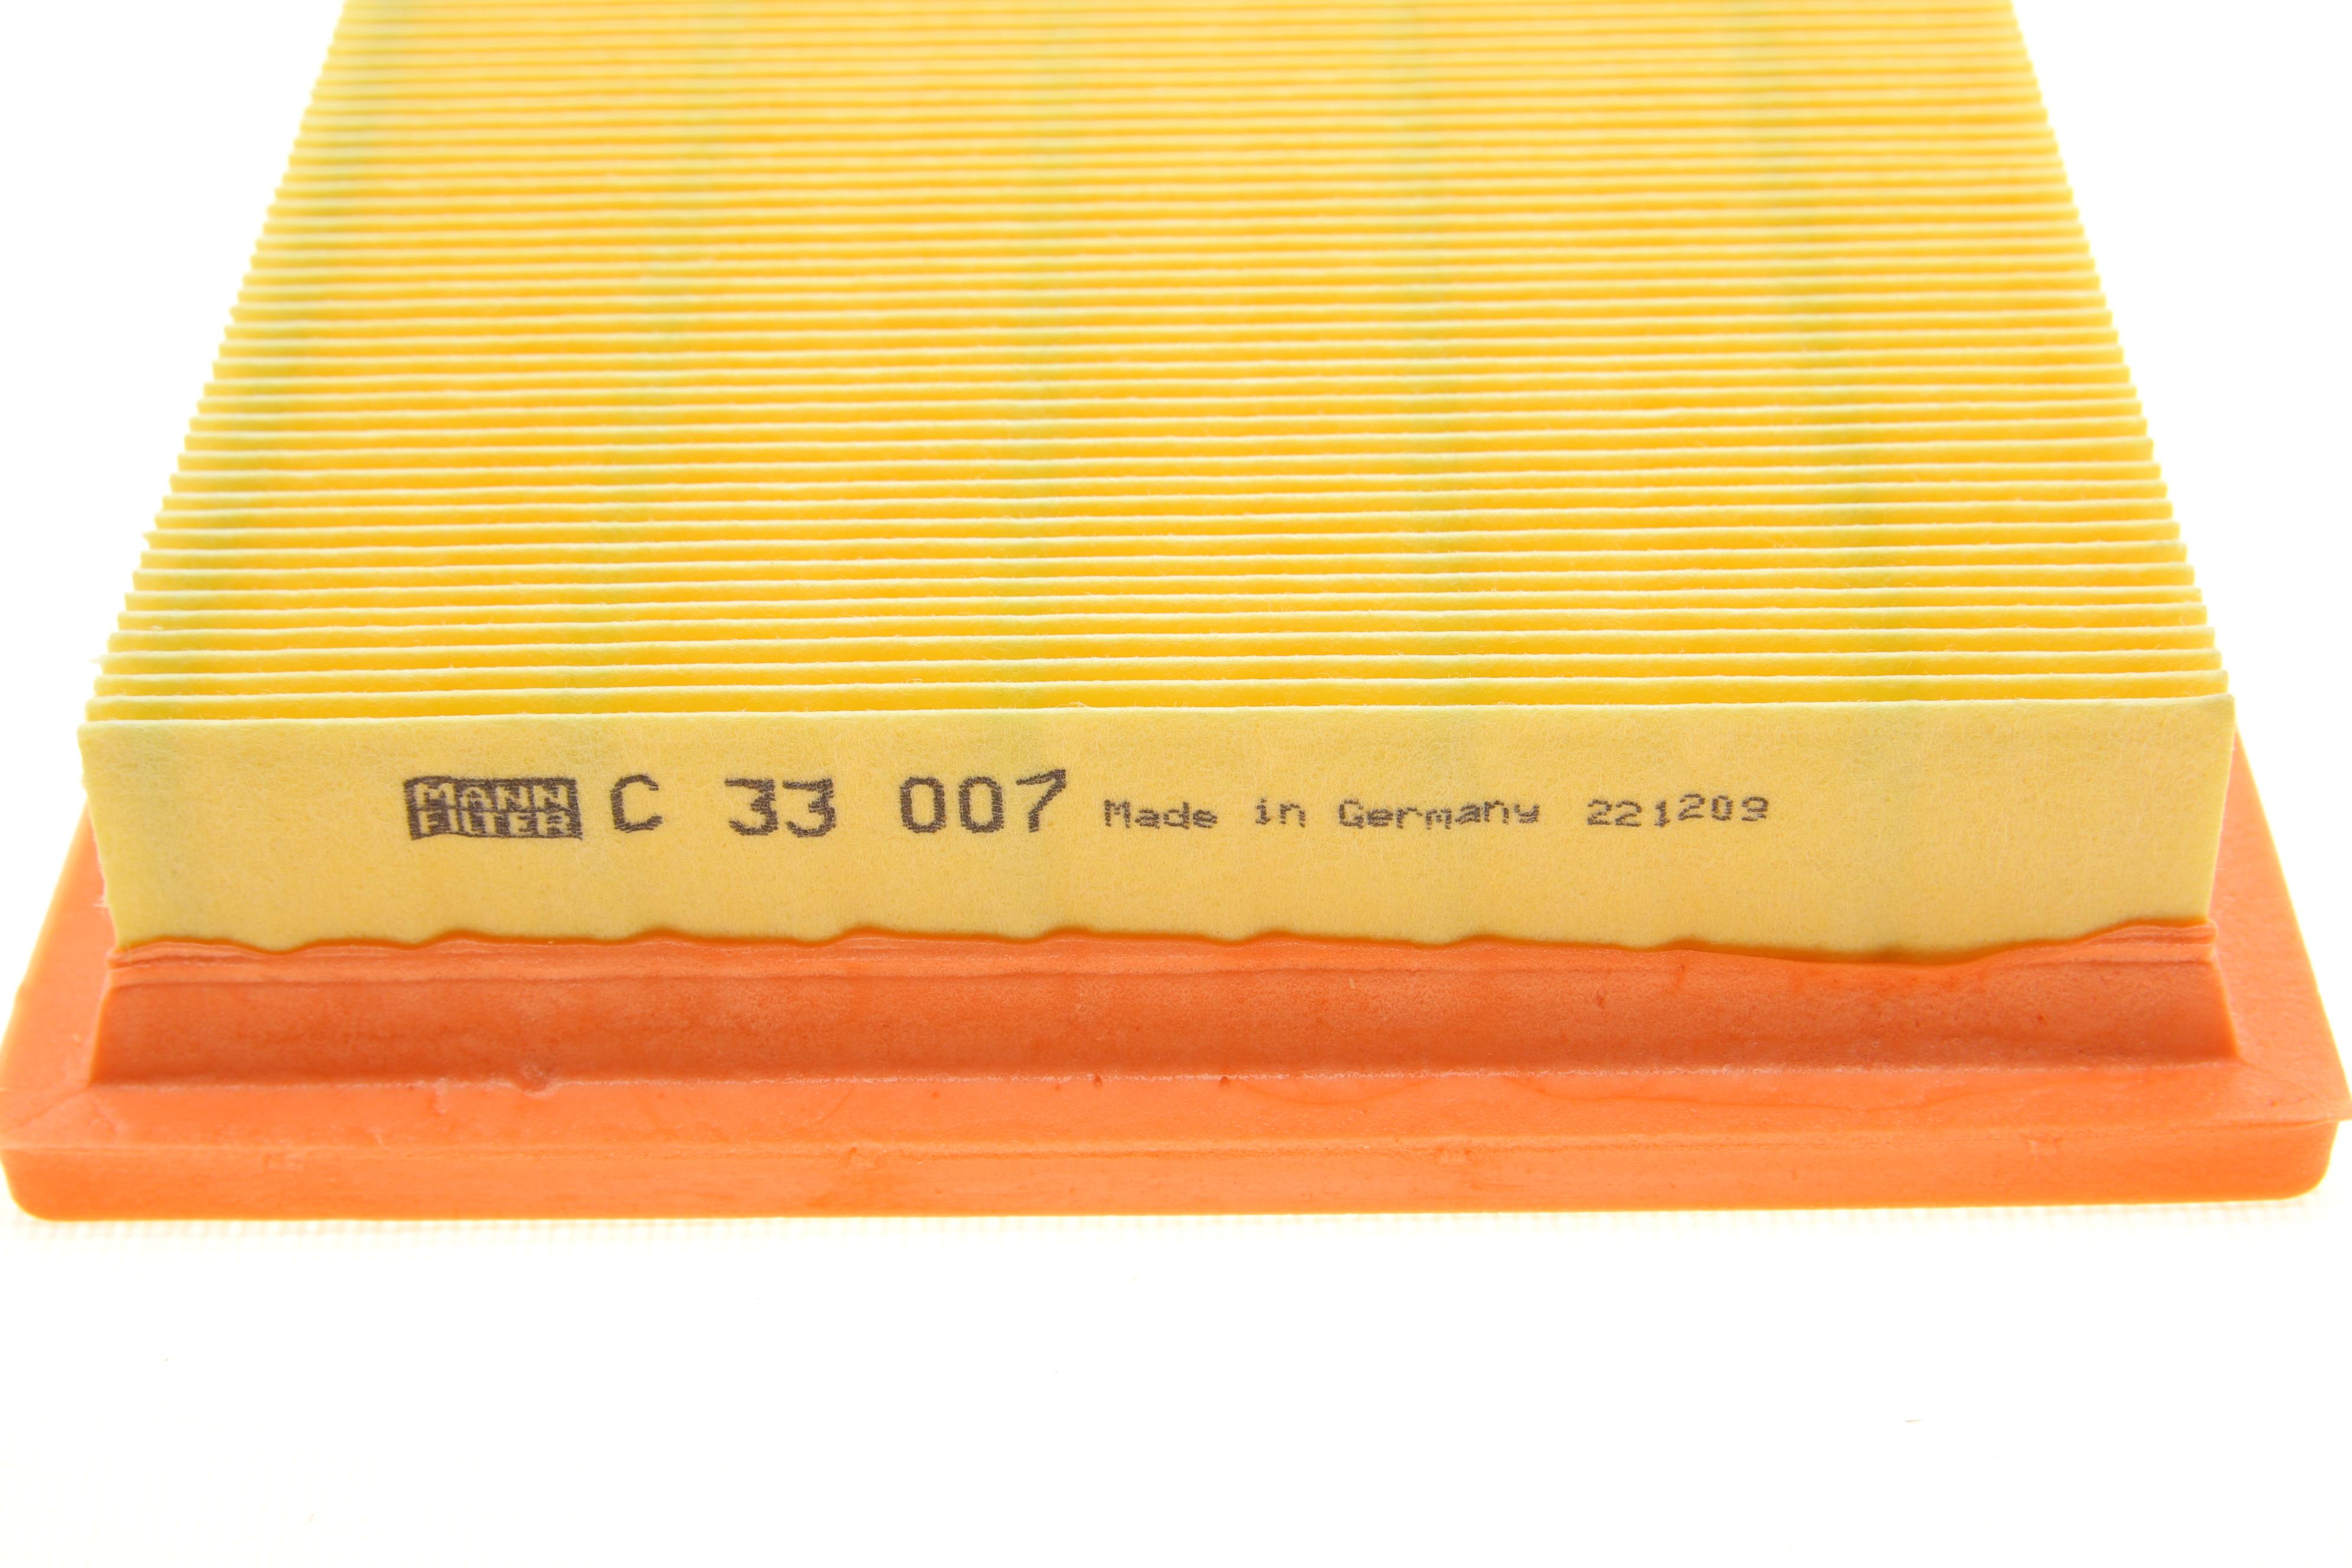 MANN
FILTER
C 33 007 Made in Germany 221209